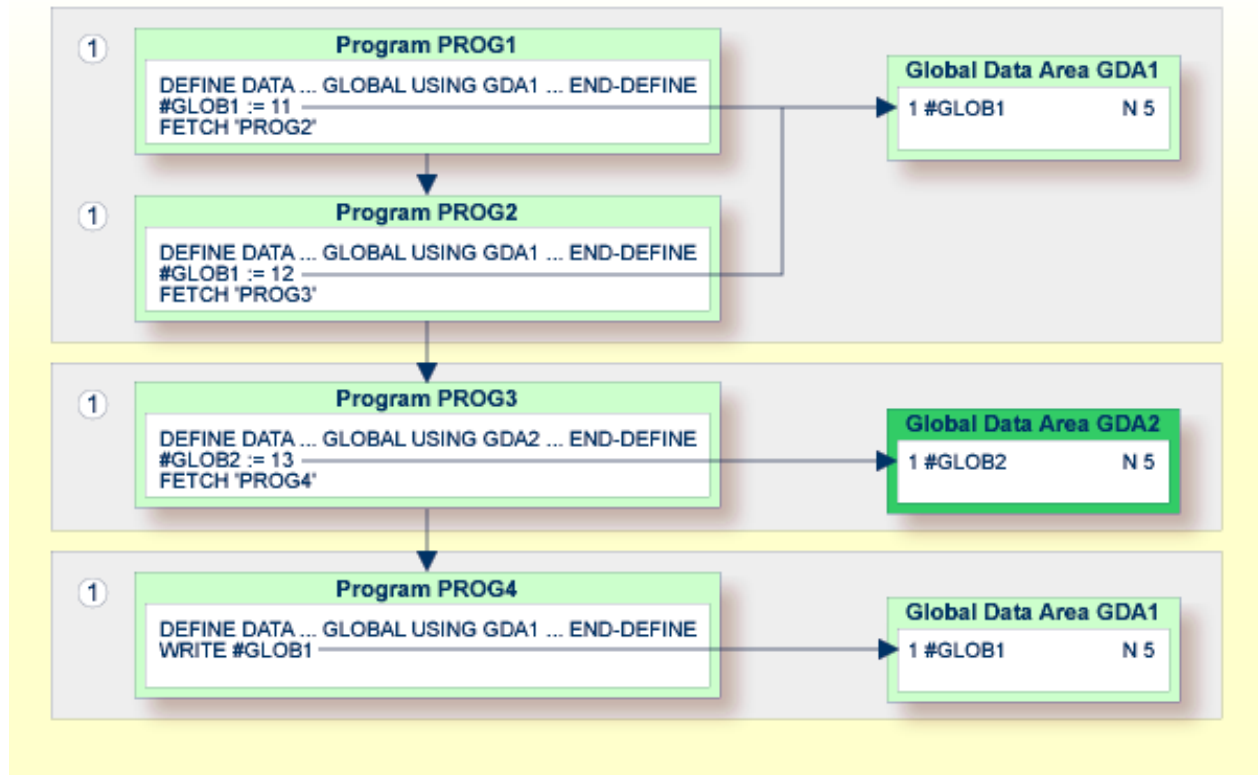 1
Program PROG1
DEFINE DATA ... GLOBAL USING GDA1 ... END-DEFINE
#GLOB1 := 11
FETCH 'PROG2'
Global Data Area GDA1
1 #GLOB1 N 5
1
Program PROG2
DEFINE DATA ... GLOBAL USING GDA1 ... END-DEFINE
#GLOB1 := 12
FETCH 'PROG3'
1
Program PROG3
DEFINE DATA ... GLOBAL USING GDA2 ... END-DEFINE
#GLOB2 := 13
FETCH 'PROG4'
Global Data Area GDA2
1 #GLOB2 N 5
1
Program PROG4
DEFINE DATA ... GLOBAL USING GDA1 ... END-DEFINE
WRITE #GLOB1
Global Data Area GDA1
1 #GLOB1 N 5